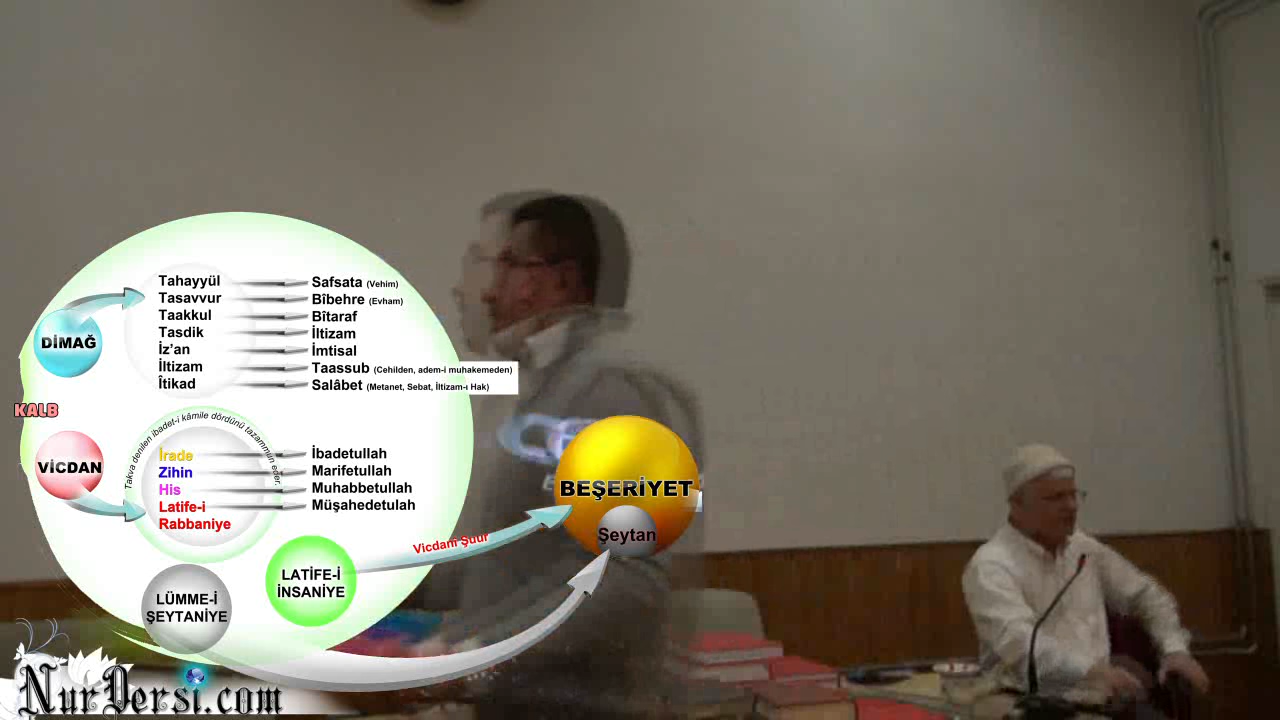 Tahayyül Safsata (Vehim)
Tasavvur Bîbehre (Evham)
Taakkul Bîtaraf
Tasdik İltizam
İz'an İmtisal
İltizam Taassub (Cehilden, adem-i muhakemeden)
Îtikad Salâbet (Metanet, Sebat, İltizam-ı Hak)
DİMAĞ
KALB
VİCDAN
Takva denilen ibadet-i kâmile dördünü tazammun eder.
İrade İbadetullah
Zihin Marifetullah
His Muhabbetullah
Latife-i Müşahedetulah
Rabbaniye
BEŞERİYET
Şeytan
Vicdanî Şuur
LATİFE-İ
İNSANİYE
LÜMME-İ
ŞEYTANİYE
NurDersi.com